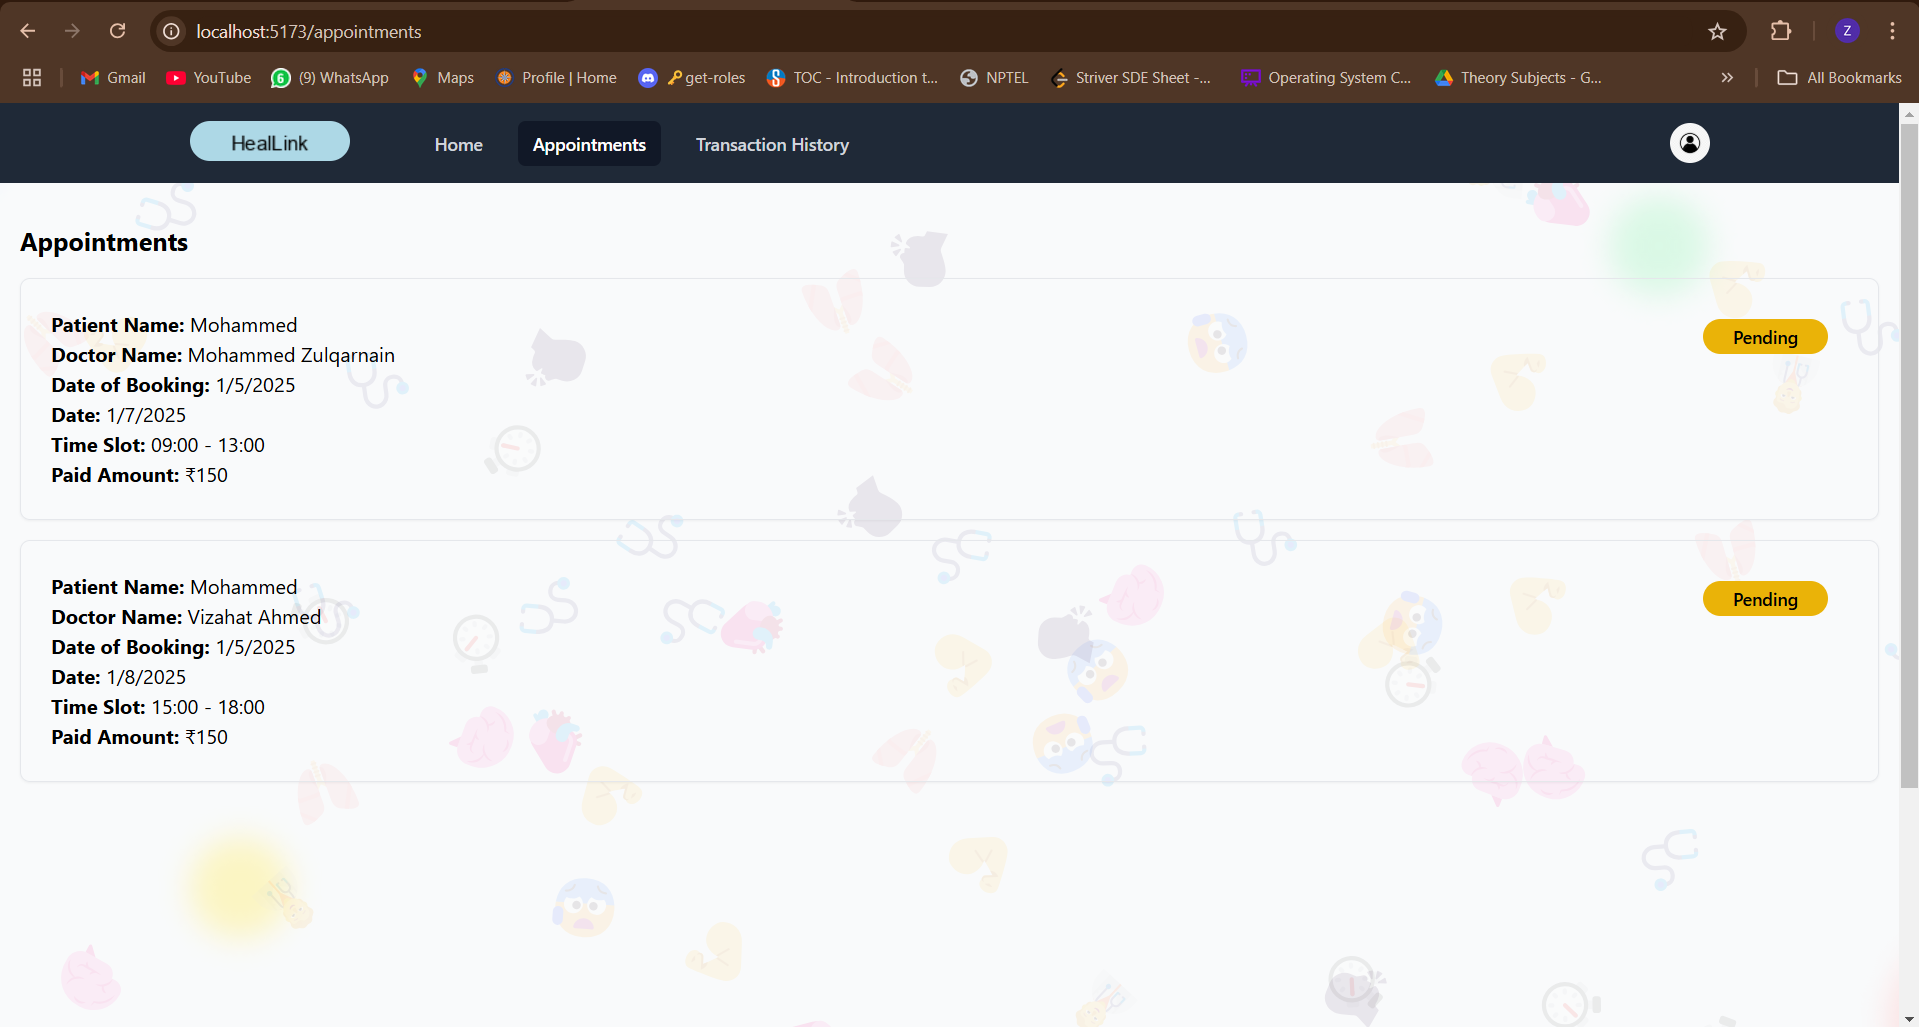 localhost:5173/appointments
Z
Gmail
YouTube
(9) WhatsApp
Maps
Profile | Home
get-roles
TOC - Introduction t...
NPTEL
Striver SDE Sheet -...
Operating System C...
Theory Subjects - G...
All Bookmarks
HealLink
Home
Appointments
Transaction History
Appointments
Patient Name: Mohammed
Pending
Doctor Name: Mohammed Zulqarnain
Date of Booking: 1/5/2025
Date: 1/7/2025
Time Slot: 09:00 - 13:00
Paid Amount: ₹150
Patient Name: Mohammed
Pending
Doctor Name: Vizahat Ahmed
Date of Booking: 1/5/2025
Date: 1/8/2025
Time Slot: 15:00 - 18:00
Paid Amount: ₹150